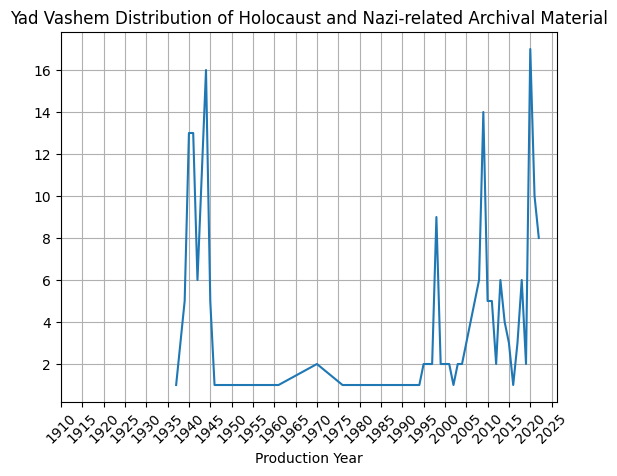 Yad Vashem Distribution of Holocaust and Nazi-related Archival Material
16
14
12
10
8
6
4
2
1910 1915 1920 1925 1930 1935 1940 1945 1950 1955 1960 1965 1970 1975 1980 1985 1990 1995 2000 2005 2010 2015 2020 2025
Production Year